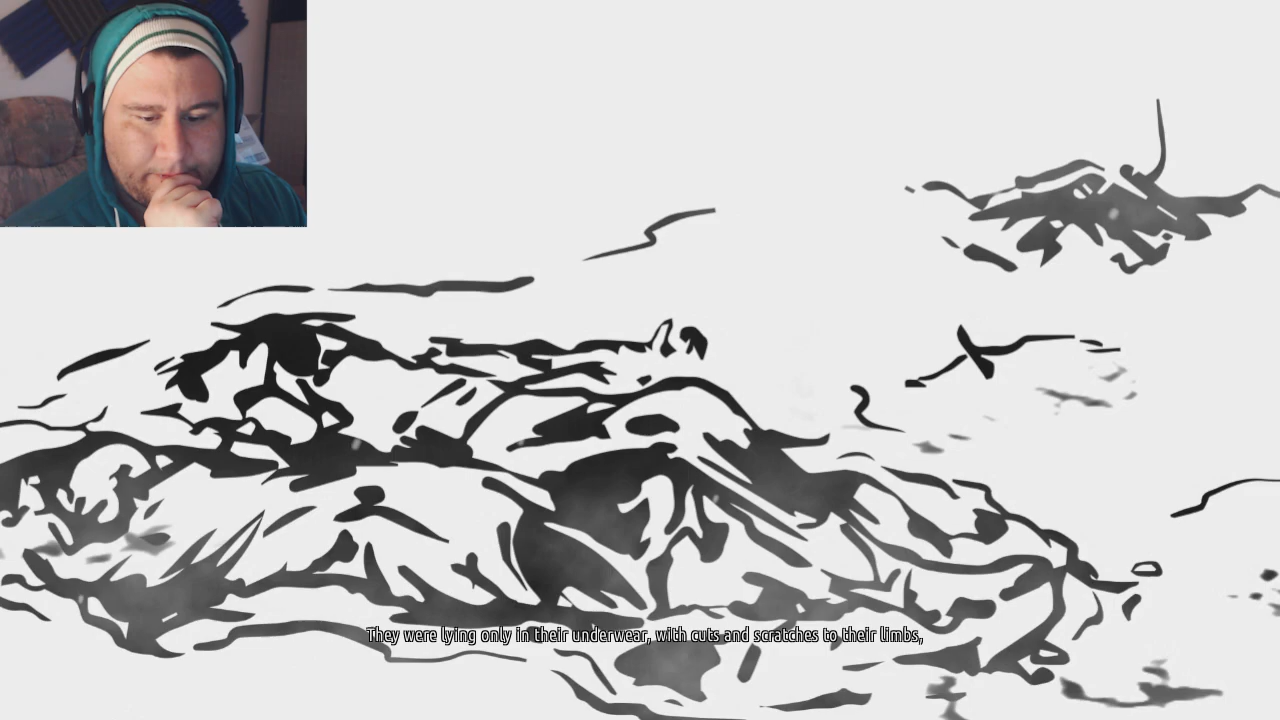 They were lying only in their underwear, with cuts and scratches to their limbs,